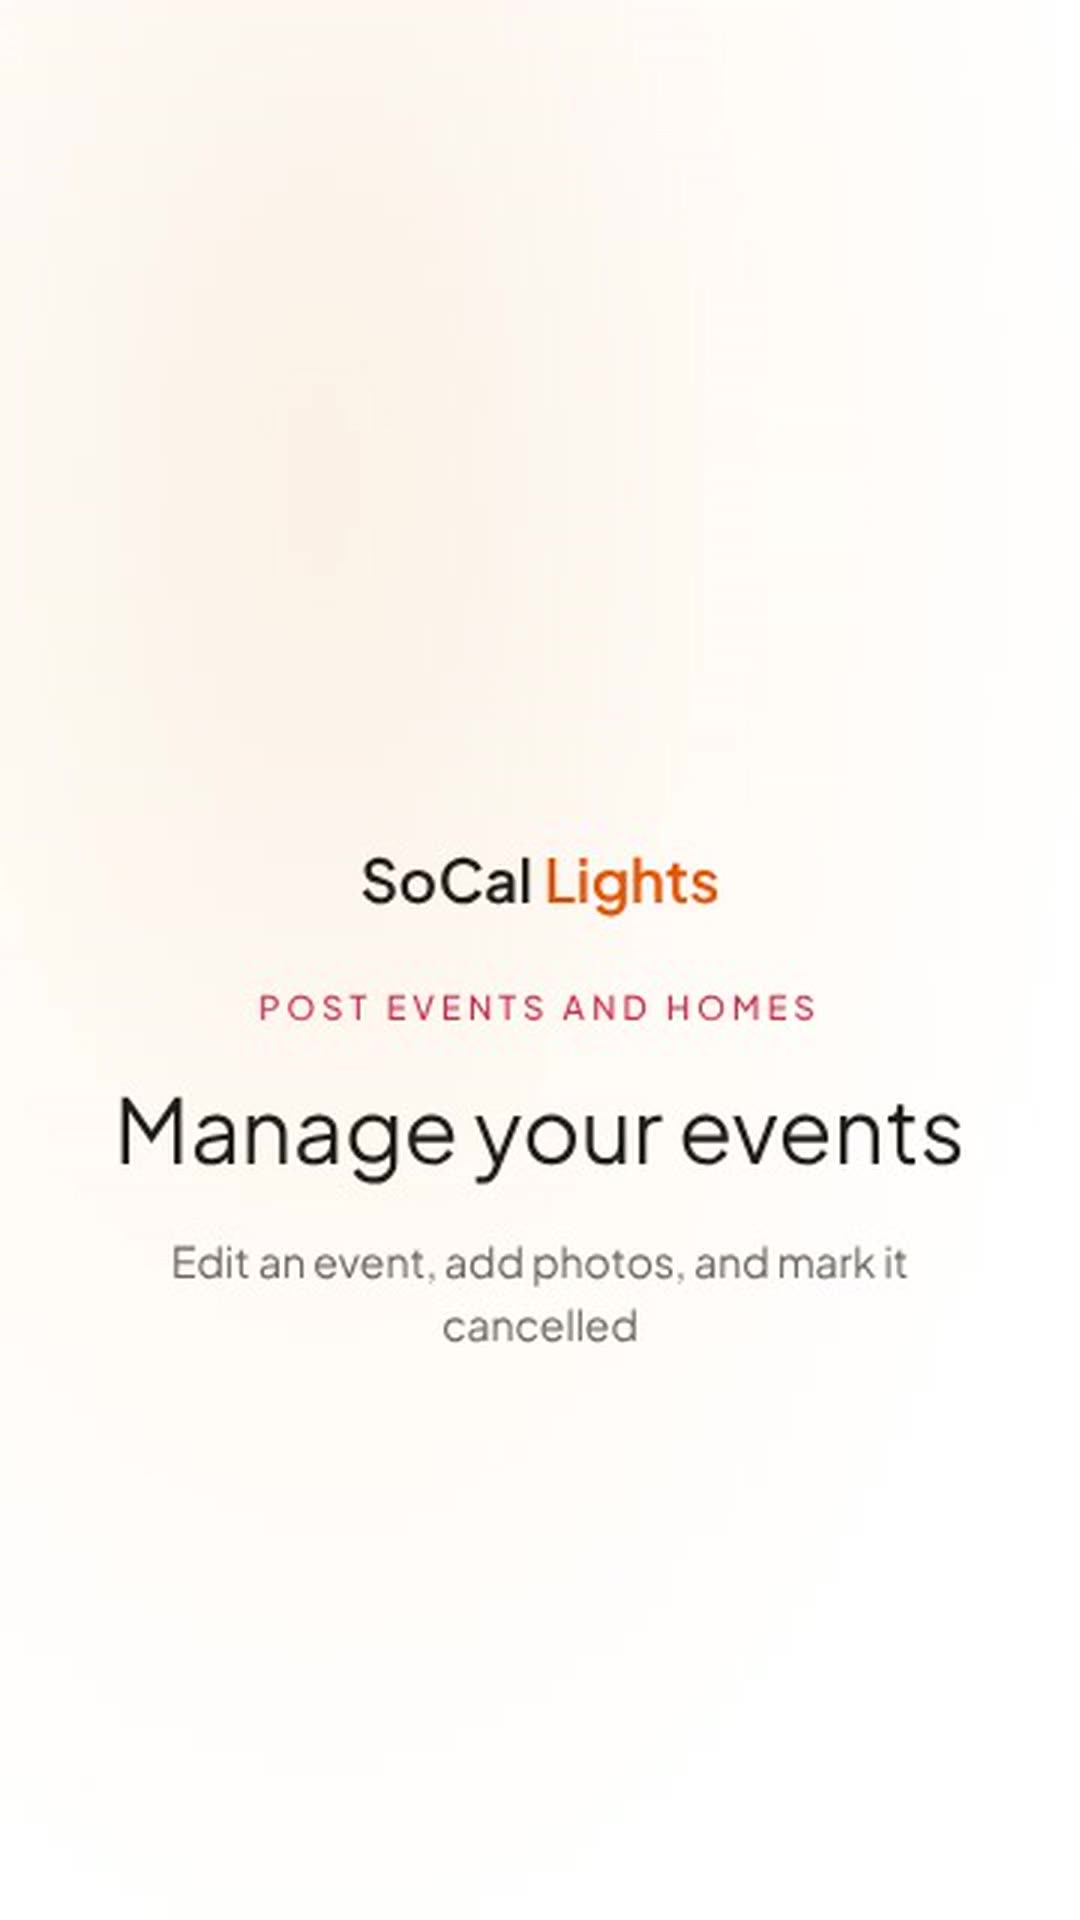 SoCal Lights
POST EVENTS AND HOMES
Manage your events
Edit an event, add photos, and mark it
cancelled